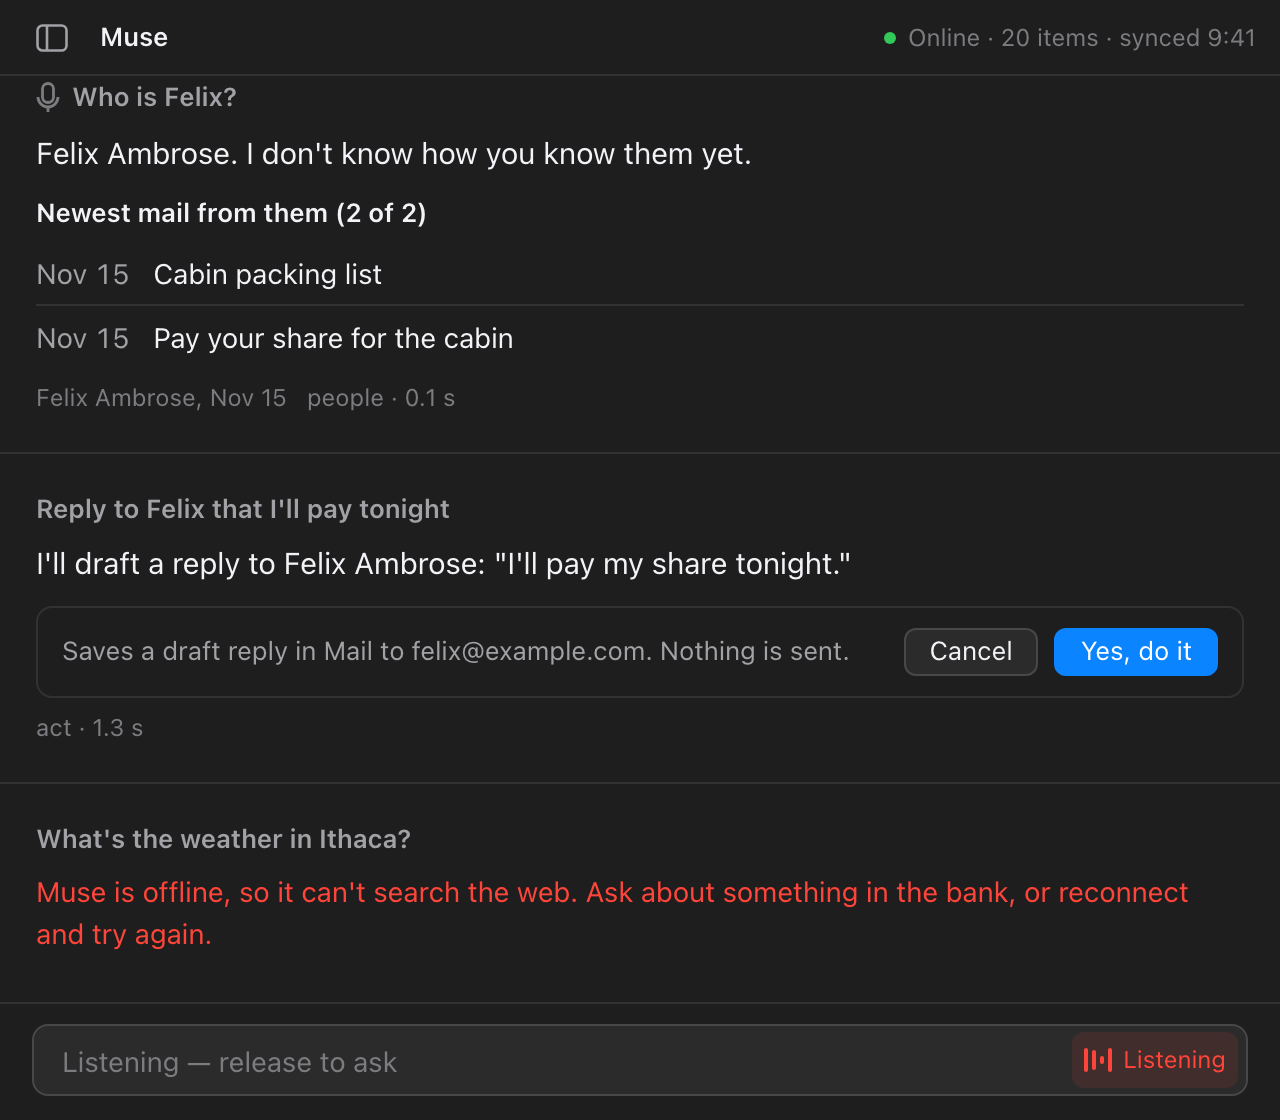 Muse
Online · 20 items · synced 9:41
Who is Felix?
Felix Ambrose. I don't know how you know them yet.
Newest mail from them (2 of 2)
Nov 15 Cabin packing list
Nov 15 Pay your share for the cabin
Felix Ambrose, Nov 15 people · 0.1 s
Reply to Felix that I'll pay tonight
I'll draft a reply to Felix Ambrose: "I'll pay my share tonight."
Saves a draft reply in Mail to felix@example.com. Nothing is sent.
Cancel
Yes, do it
act · 1.3 s
What's the weather in Ithaca?
Muse is offline, so it can't search the web. Ask about something in the bank, or reconnect
and try again.
Listening — release to ask
Listening